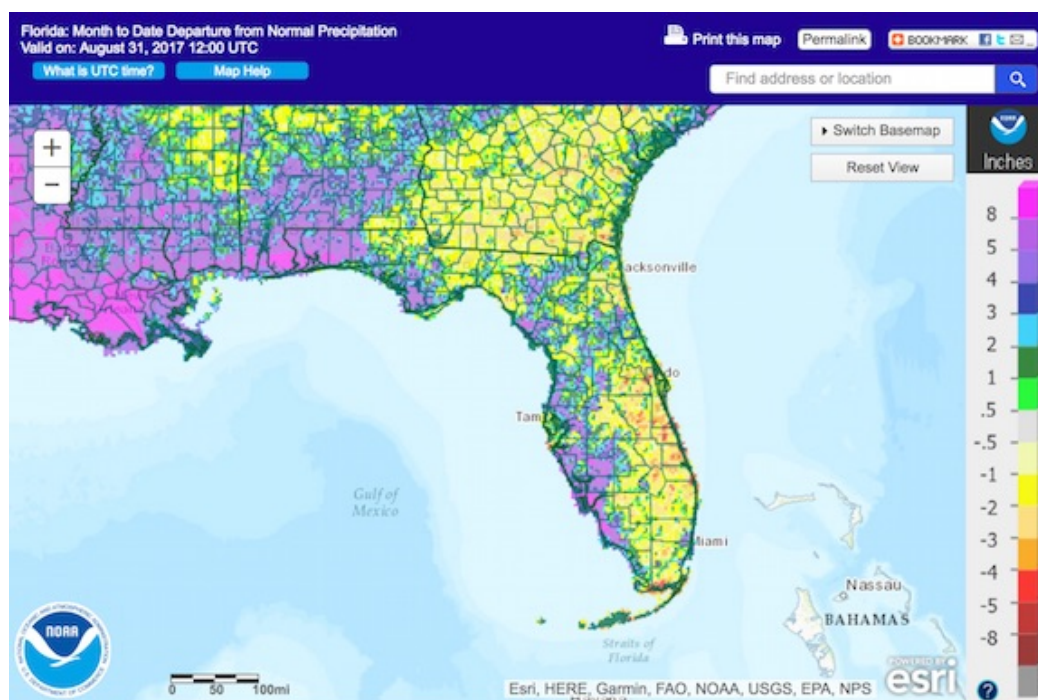 Florida: Month to Date Departure from Normal Precipitation
Valid on: August 31, 2017 12:00 UTC
What is UTC time?
Map Help
Print this map
Permalink
BOOKMARK
Find address or location
+
−
Switch Basemap
Reset View
NOAA
Inches
8
5
4
3
2
1
.5
-.5
-1
-2
-3
-4
-5
-8
acksonville
do
Tam
Gulf of
Mexico
Miami
Nassau
BAHAMAS
Straits of
Florida
NOAA
0 50 100mi
POWERED BY
esri
Esri, HERE, Garmin, FAO, NOAA, USGS, EPA, NPS
?